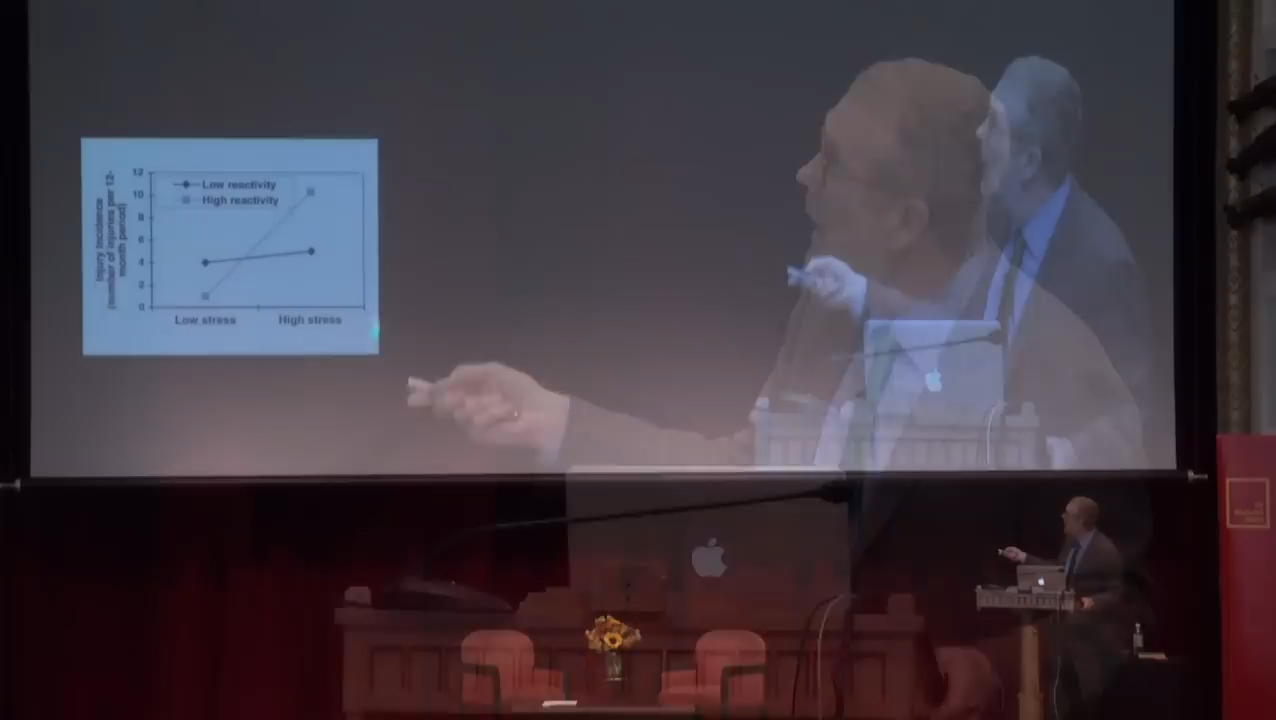 Injury incidence
(number of injuries per 12-
month period)
12
10
8
6
4
2
0
Low reactivity
High reactivity
Low stress
High stress